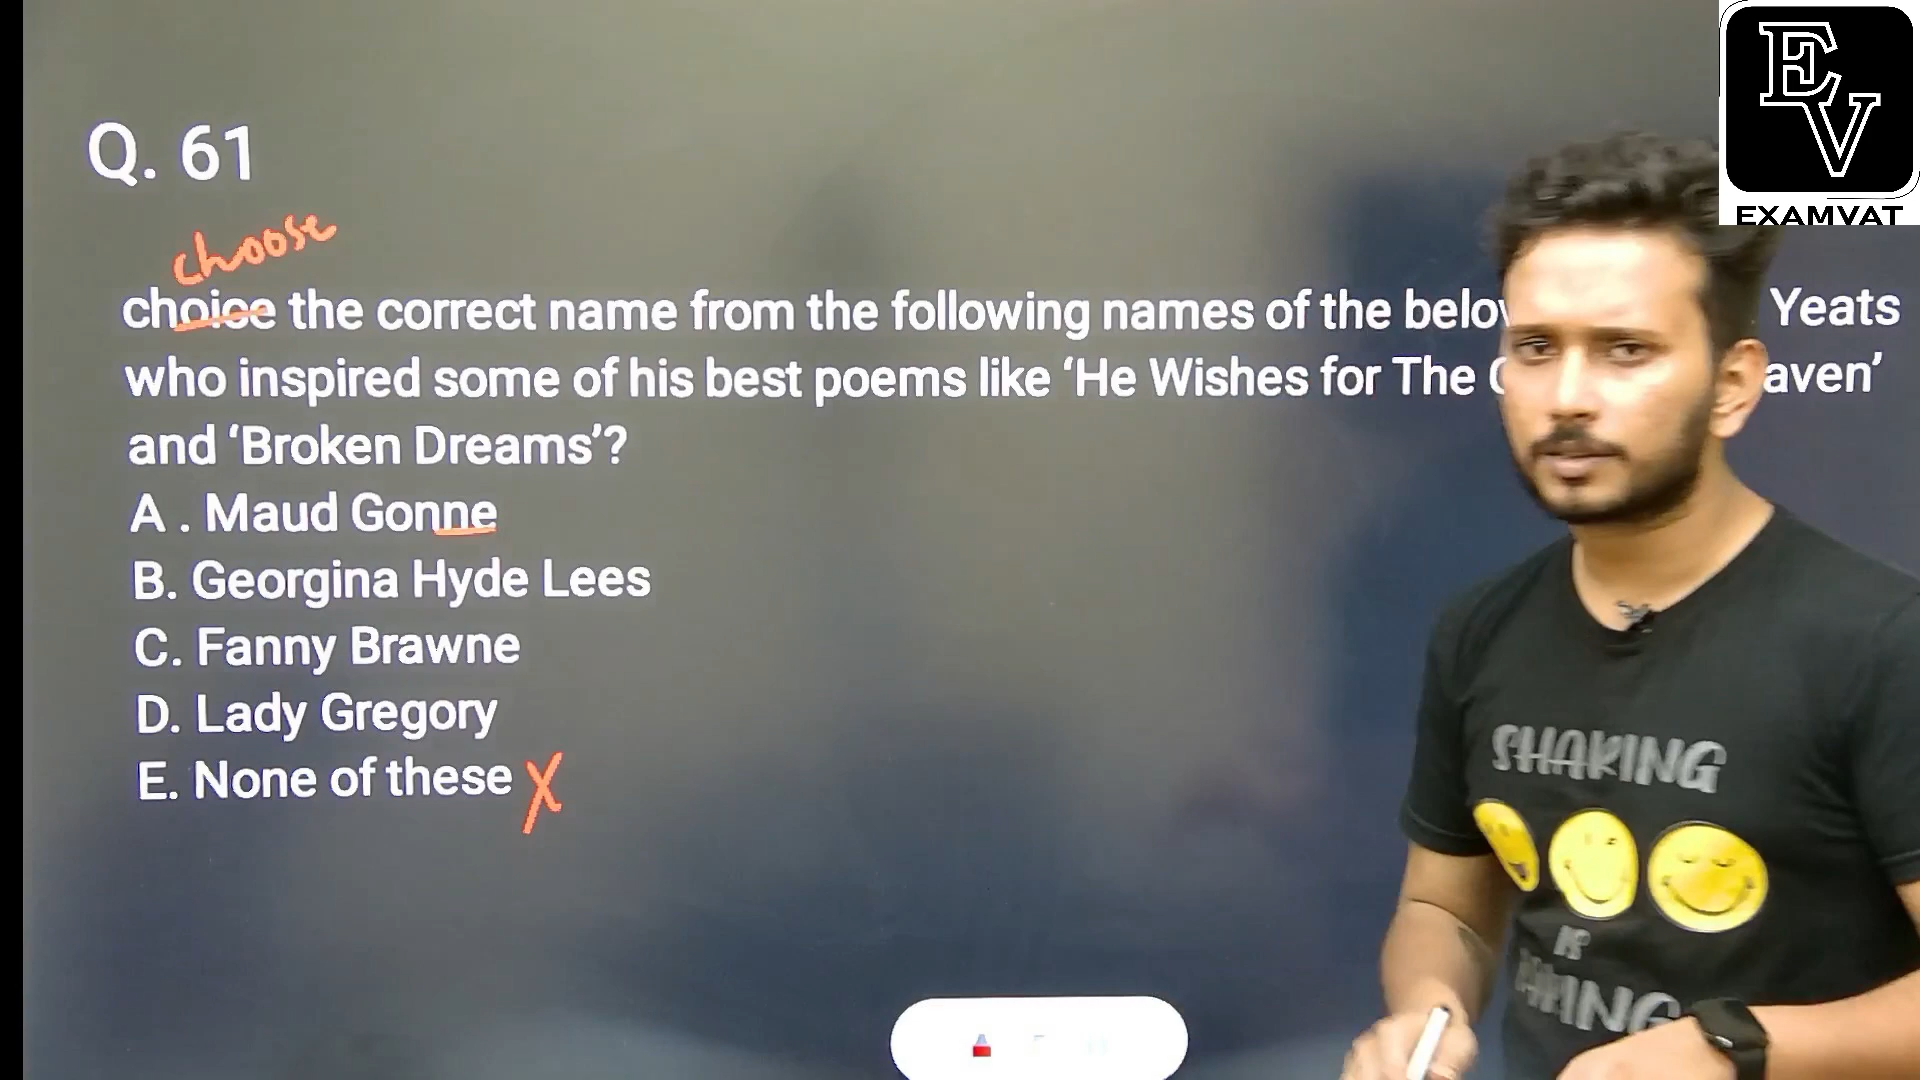 EV
EXAMVAT
Q. 61
choose
choice the correct name from the following names of the Yeats
who inspired some of his best poems like ‘He Wishes for The
and ‘Broken Dreams’?
A . Maud Gonne
B. Georgina Hyde Lees
C. Fanny Brawne
D. Lady Gregory
E. None of these X
SHAKING
IS